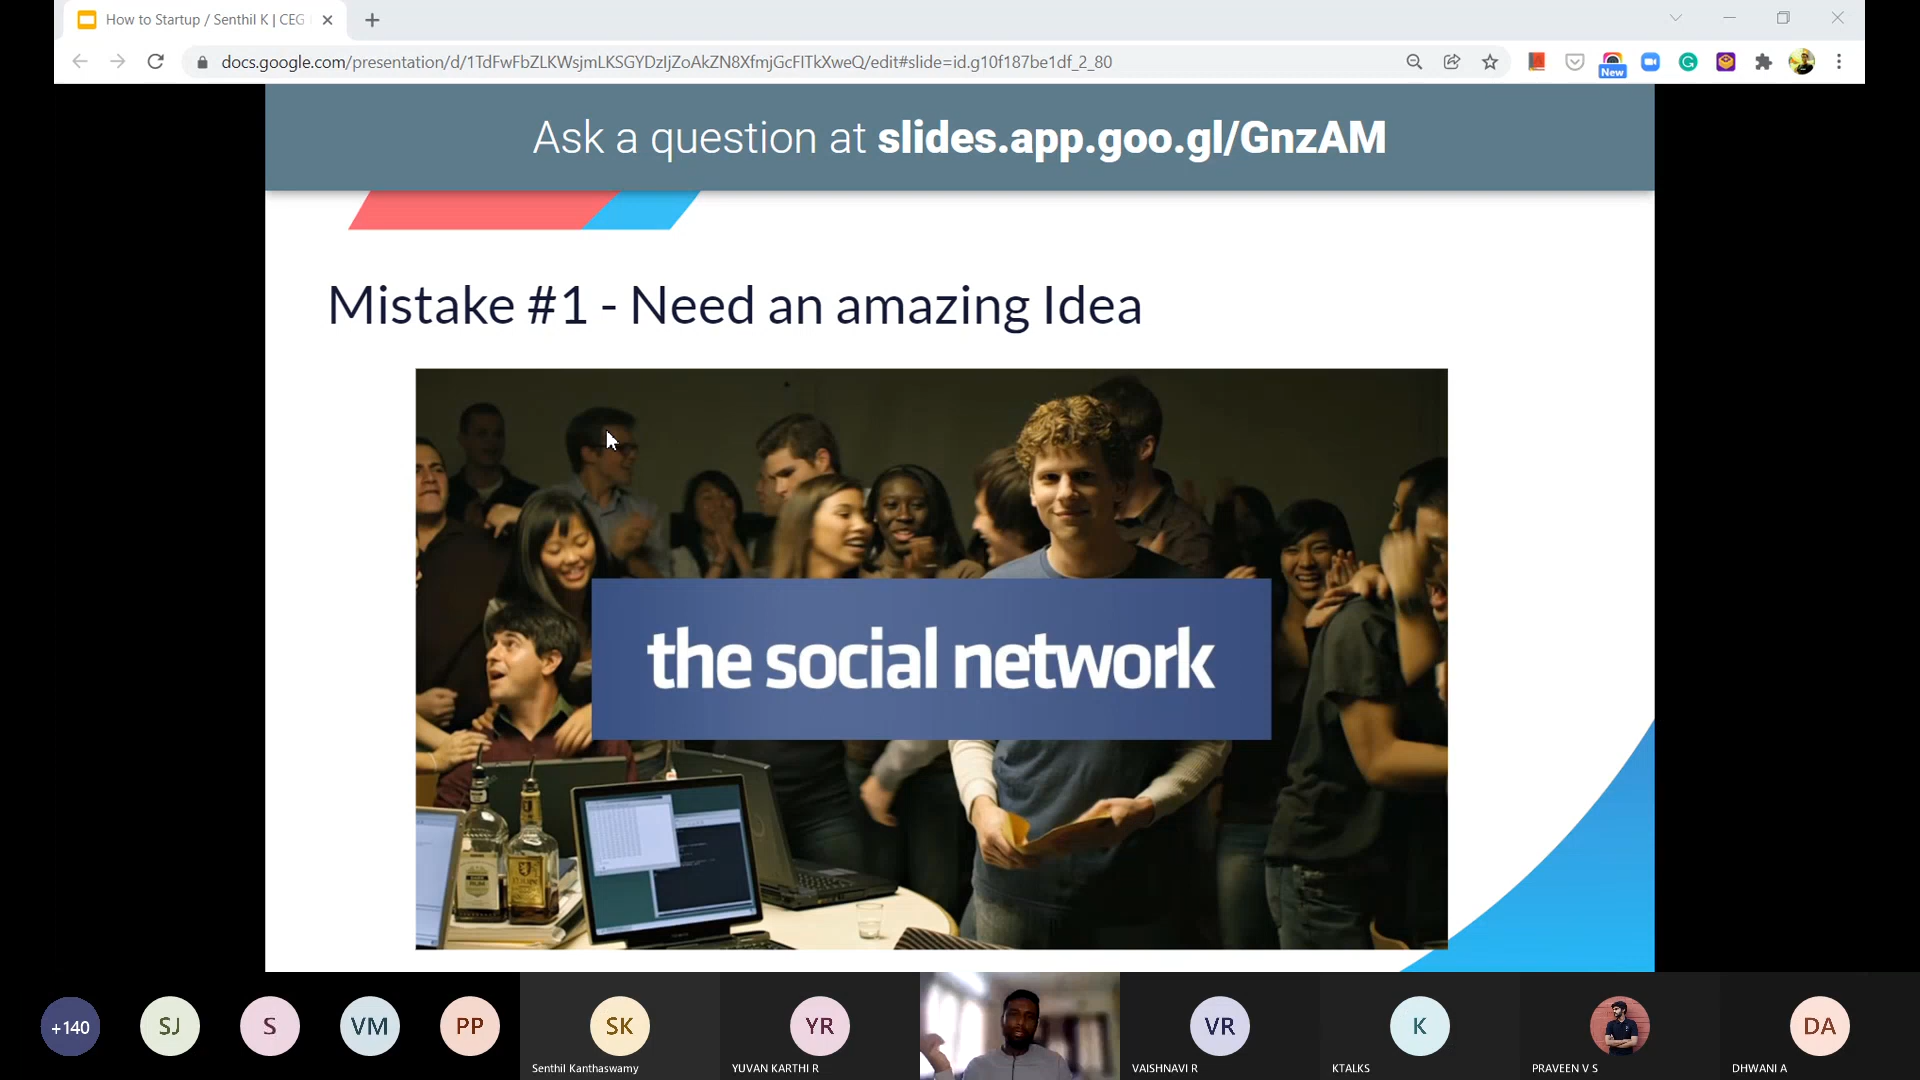 How to Startup / Senthil K | CEG
docs.google.com/presentation/d/1TdFwFbZLKWsjmLKSGYDzIjZoAkZN8XfmjGcFITkXweQ/edit#slide=id.g10f187be1df_2_80
New
Ask a question at slides.app.goo.gl/GnzAM
Mistake #1 - Need an amazing Idea
the social network
+140
SJ
S
VM
PP
SK
YR
VR
K
DA
Senthil Kanthaswamy
YUVAN KARTHI R
VAISHNAVI R
KTALKS
PRAVEEN V S
DHWANI A